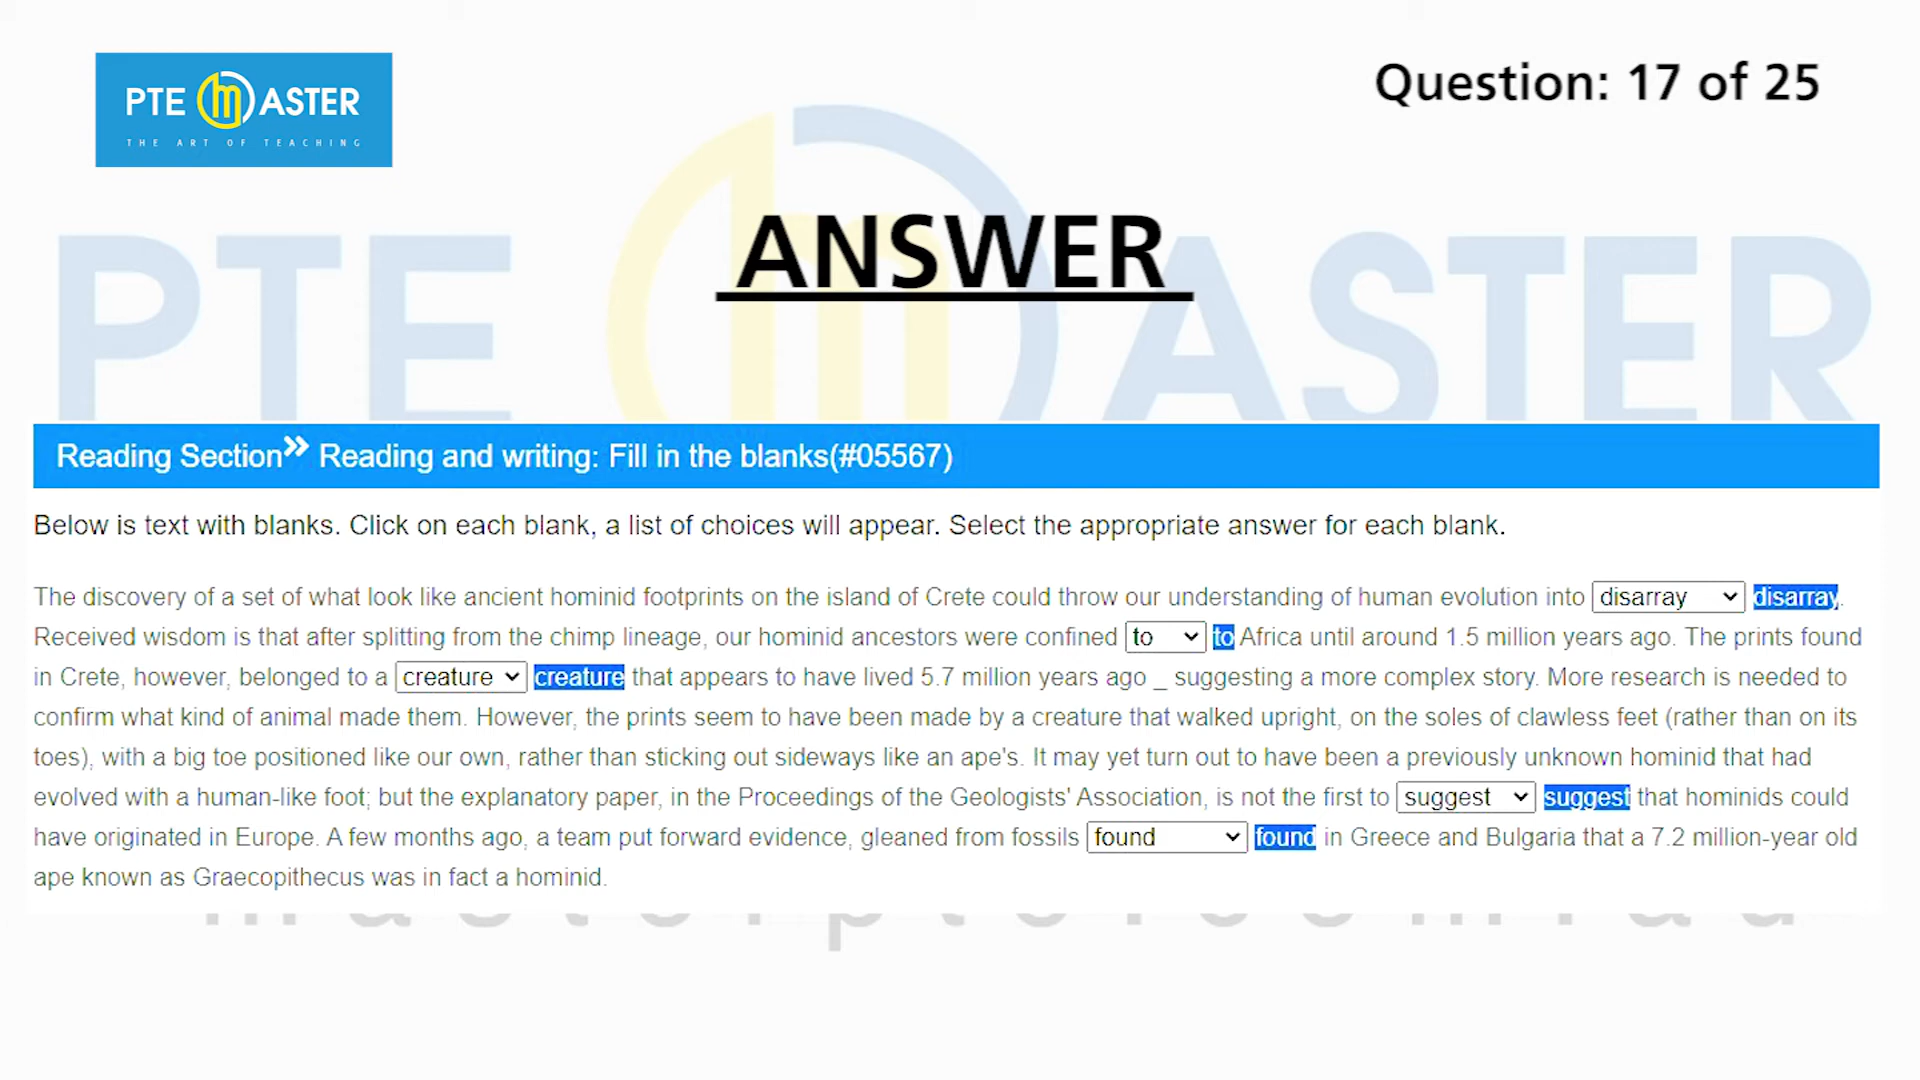 PTE MASTER
THE ART OF TEACHING
Question: 17 of 25
PTE MASTER
ANSWER
Reading Section» Reading and writing: Fill in the blanks(#05567)
Below is text with blanks. Click on each blank, a list of choices will appear. Select the appropriate answer for each blank.
The discovery of a set of what look like ancient hominid footprints on the island of Crete could throw our understanding of human evolution into disarray disarray.
Received wisdom is that after splitting from the chimp lineage, our hominid ancestors were confined to to Africa until around 1.5 million years ago. The prints found
in Crete, however, belonged to a creature creature that appears to have lived 5.7 million years ago _ suggesting a more complex story. More research is needed to
confirm what kind of animal made them. However, the prints seem to have been made by a creature that walked upright, on the soles of clawless feet (rather than on its
toes), with a big toe positioned like our own, rather than sticking out sideways like an ape's. It may yet turn out to have been a previously unknown hominid that had
evolved with a human-like foot; but the explanatory paper, in the Proceedings of the Geologists' Association, is not the first to suggest suggest that hominids could
have originated in Europe. A few months ago, a team put forward evidence, gleaned from fossils found found in Greece and Bulgaria that a 7.2 million-year old
ape known as Graecopithecus was in fact a hominid.